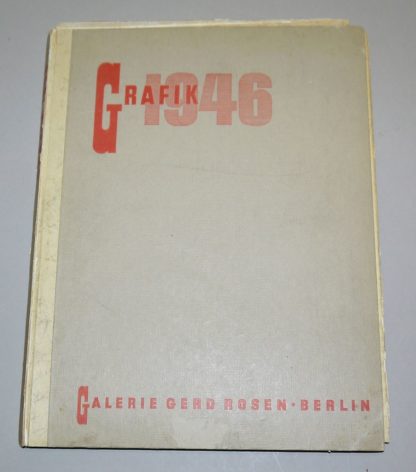 GRAFIK 1946
GALERIE GERD ROSEN · BERLIN